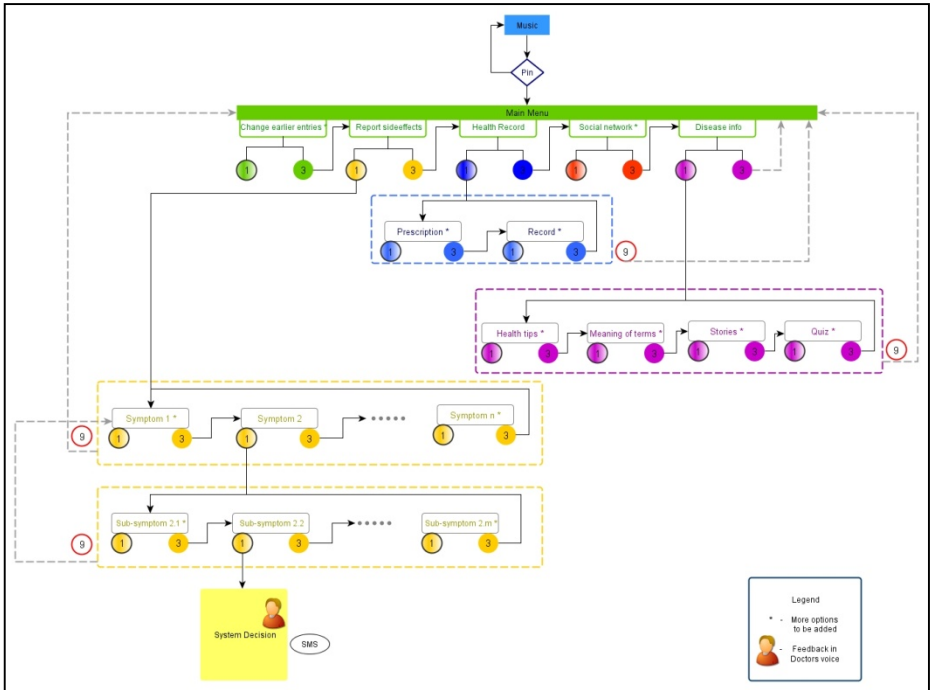 Music
Pin
Main Menu
Change earlier entries *
Report sideeffects
Health Record
Social network *
Disease info
1 3 1 3 1 3 1 3 1 3
Prescription *
Record *
1 3 1 3
9
Health tips *
Meaning of terms *
Stories *
Quiz *
1 3 1 3 1 3 1 3
9
Symptom 1 *
Symptom 2
Symptom n *
1 3 1 3 1 3
9
Sub-symptom 2.1 *
Sub-symptom 2.2
Sub-symptom 2.m *
1 3 1 3 1 3
9
System Decision
SMS
Legend
* - More options
to be added
- Feedback in
Doctors voice